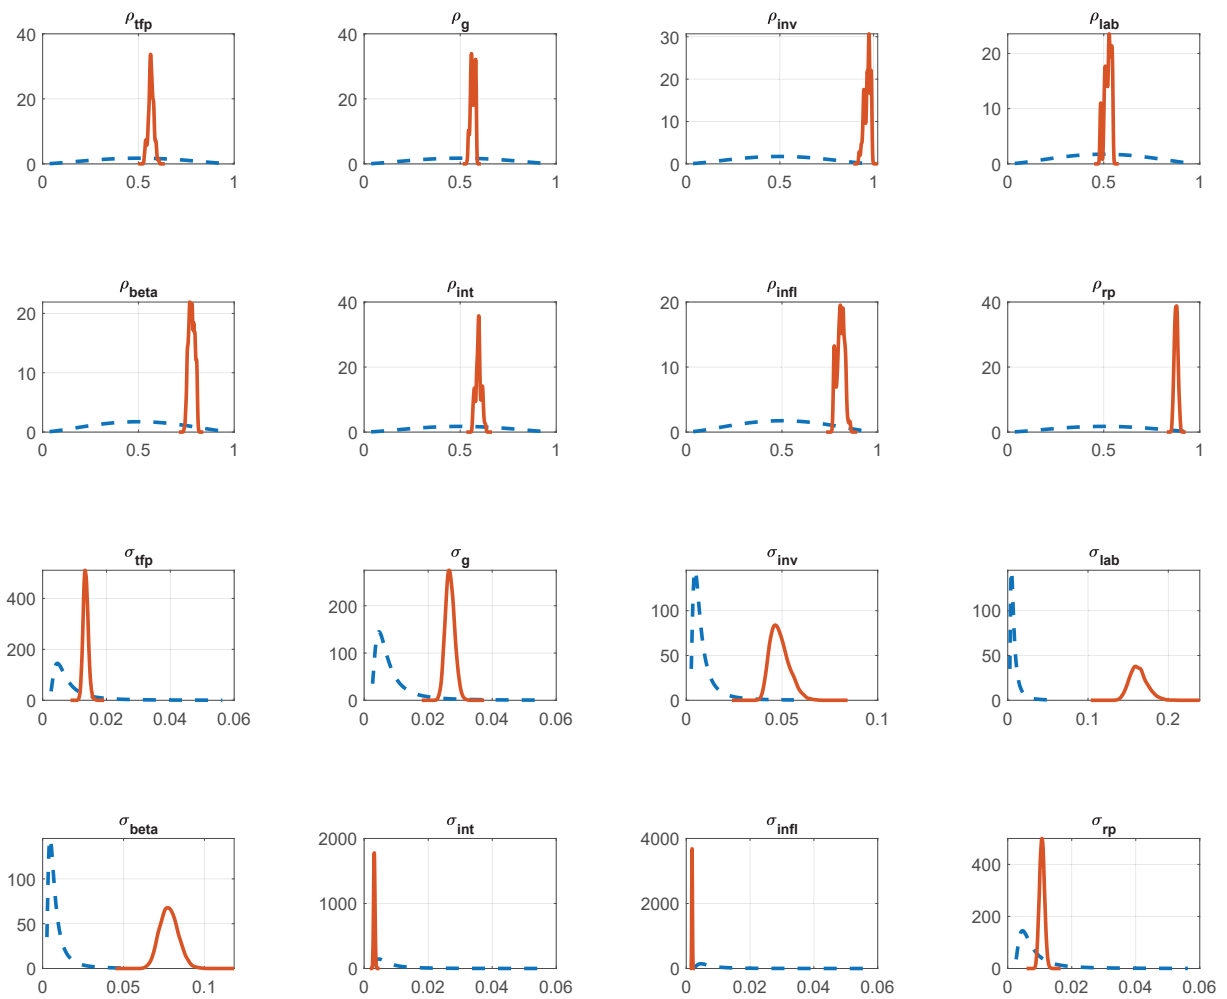 ρtfp ρg ρinv ρlab
40 40 30 20
20 20 20 10
10
0 0 0 0
0 0.5 1 0 0.5 1 0 0.5 1 0 0.5 1
ρbeta ρint ρinfl ρrp
20 40 20 40
10 20 10 20
0 0 0 0
0 0.5 1 0 0.5 1 0 0.5 1 0 0.5 1
σtfp σg σinv σlab
400 200 100 100
200 100 50 50
0 0 0 0
0 0.02 0.04 0.06 0 0.02 0.04 0.06 0 0.05 0.1 0 0.1 0.2
σbeta σint σinfl σrp
100 2000 4000 400
50 1000 2000 200
0 0 0 0
0 0.05 0.1 0 0.02 0.04 0.06 0 0.02 0.04 0.06 0 0.02 0.04 0.06